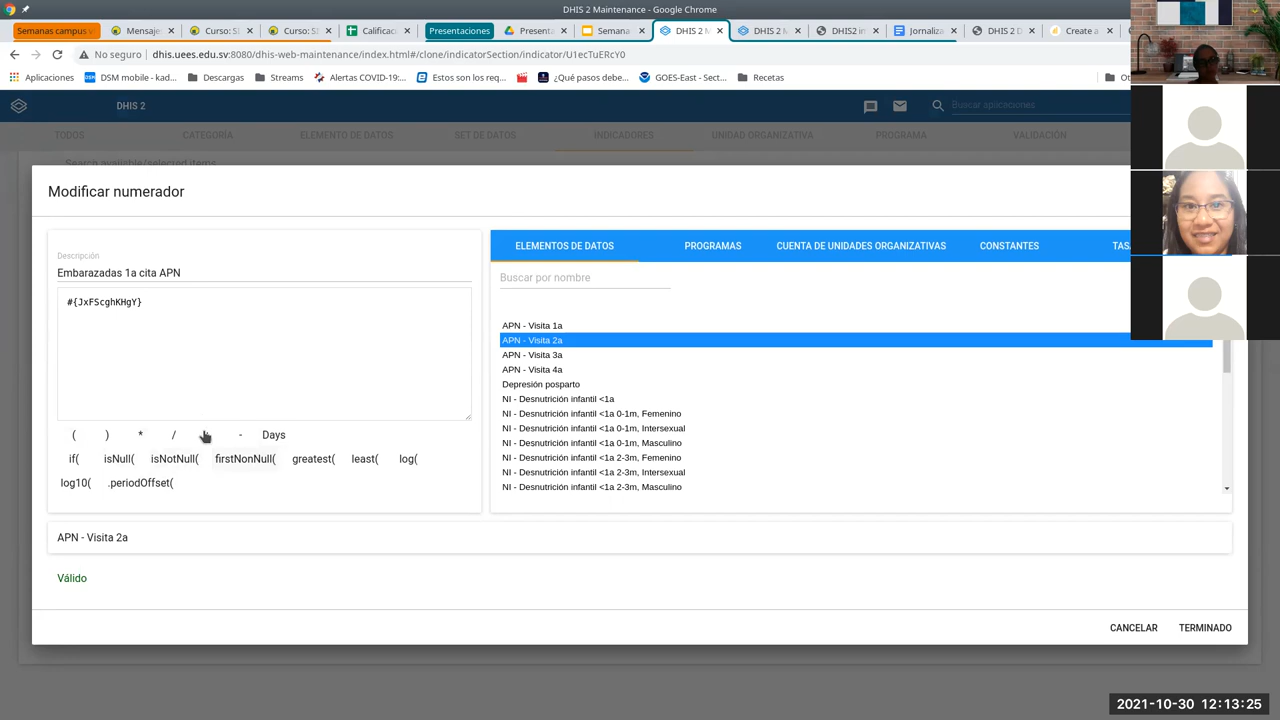 DHIS 2 Maintenance - Google Chrome
Semanas campus v
Mensaje
Curso: S
Curso: S
Calificac
Presentaciones
Present
Semana
DHIS 2 M
DHIS 2 M
DHIS2 in
Jornaliz
DHIS 2 D
Create a
No seguro
dhis.uees.edu.sv:8080/dhis-web-maintenance/index.html#/clone/indicatorSection/indicator/U1ecTuERcY0
Aplicaciones
DSM mobile - kad...
Descargas
Streams
Alertas COVID-19:...
Estos son los me...
¿Qué pasos debe...
GOES-East - Sect...
Recetas
Ot
DHIS 2
Buscar aplicaciones
TODOS
CATEGORÍA
ELEMENTO DE DATOS
SET DE DATOS
INDICADORES
UNIDAD ORGANIZATIVA
PROGRAMA
VALIDACIÓN
Search available/selected items
Modificar numerador
Descripción
Embarazadas 1a cita APN
#{JxFScghKHgY}
( ) * / - Days
if( isNull( isNotNull( firstNonNull( greatest( least( log(
log10( .periodOffset(
ELEMENTOS DE DATOS
PROGRAMAS
CUENTA DE UNIDADES ORGANIZATIVAS
CONSTANTES
TAS
Buscar por nombre
APN - Visita 1a
APN - Visita 2a
APN - Visita 3a
APN - Visita 4a
Depresión posparto
NI - Desnutrición infantil <1a
NI - Desnutrición infantil <1a 0-1m, Femenino
NI - Desnutrición infantil <1a 0-1m, Intersexual
NI - Desnutrición infantil <1a 0-1m, Masculino
NI - Desnutrición infantil <1a 2-3m, Femenino
NI - Desnutrición infantil <1a 2-3m, Intersexual
NI - Desnutrición infantil <1a 2-3m, Masculino
APN - Visita 2a
Válido
CANCELAR
TERMINADO
2021-10-30 12:13:25